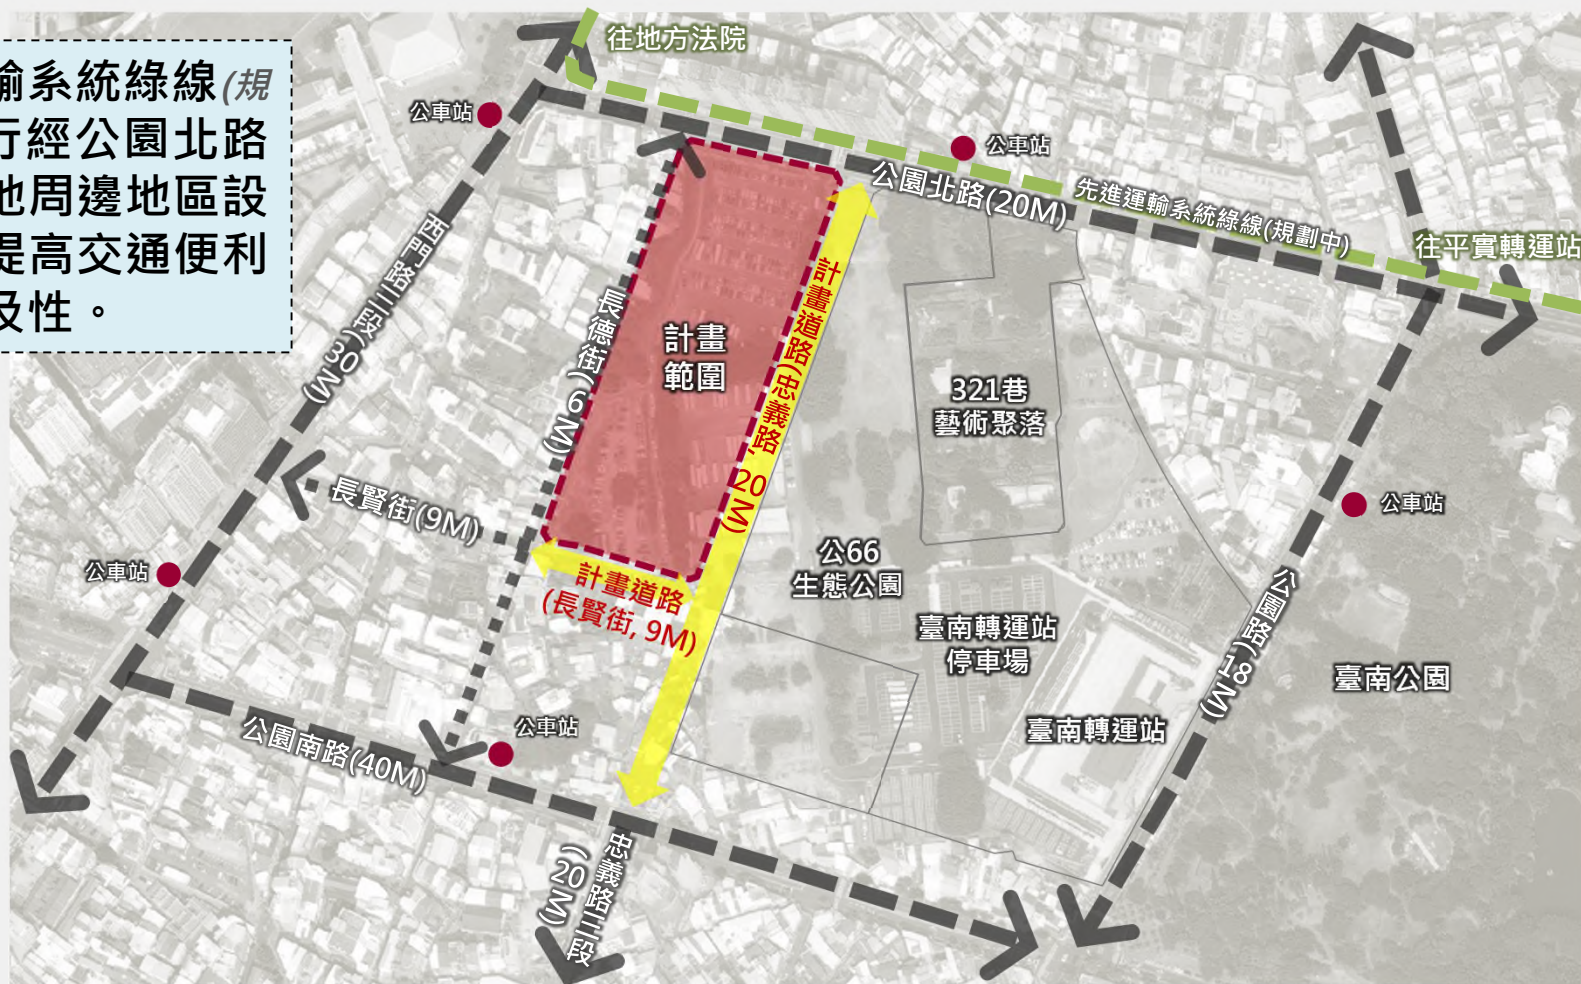 往地方法院
輸系統綠線(規
行經公園北路
地周邊地區設
提高交通便利
及性。
公車站
公車站
公園北路(20M)
先進運輸系統綠線(規劃中)
往平實轉運站
西門路三段(30M)
長德街(6M)
計畫
範圍
計畫道路(忠義路, 20M)
321巷
藝術聚落
長賢街(9M)
公車站
公車站
計畫道路
(長賢街, 9M)
公66
生態公園
臺南轉運站
停車場
公園路(18M)
臺南公園
臺南轉運站
公車站
公園南路(40M)
忠義路三段
(20M)